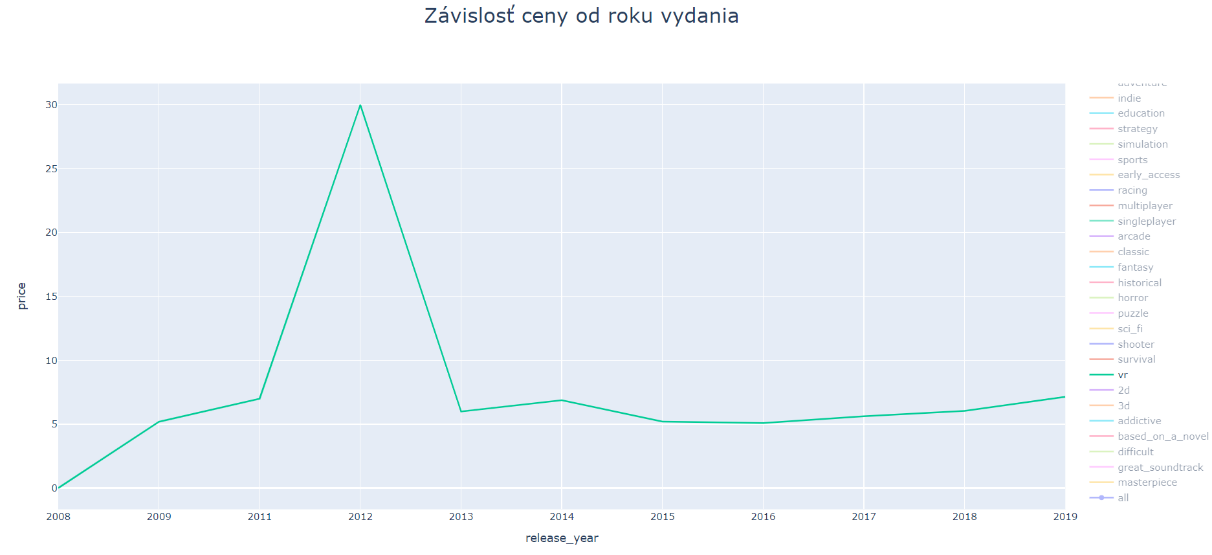 Závislosť ceny od roku vydania
price
30
25
20
15
10
5
0
2008 2009 2011 2012 2013 2014 2015 2016 2017 2018 2019
release_year
adventure
indie
education
strategy
simulation
sports
early_access
racing
multiplayer
singleplayer
arcade
classic
fantasy
historical
horror
puzzle
sci_fi
shooter
survival
vr
2d
3d
addictive
based_on_a_novel
difficult
great_soundtrack
masterpiece
all